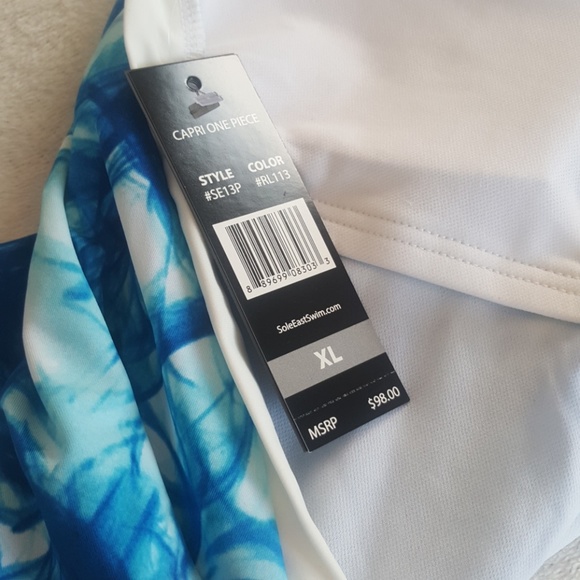 CAPRI ONE PIECE
STYLE COLOR
#SE13P #RL113
8 89699 08303 3
SoleEastSwim.com
XL
MSRP $98.00